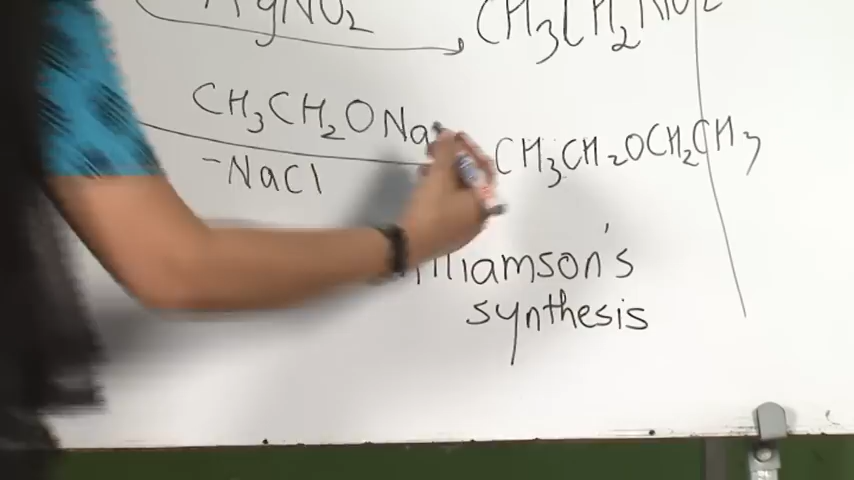 AgNO2 CH3CH2NO2
CH3CH2ONa CH3CH2OCH2CH3
-NaCl
synthesis